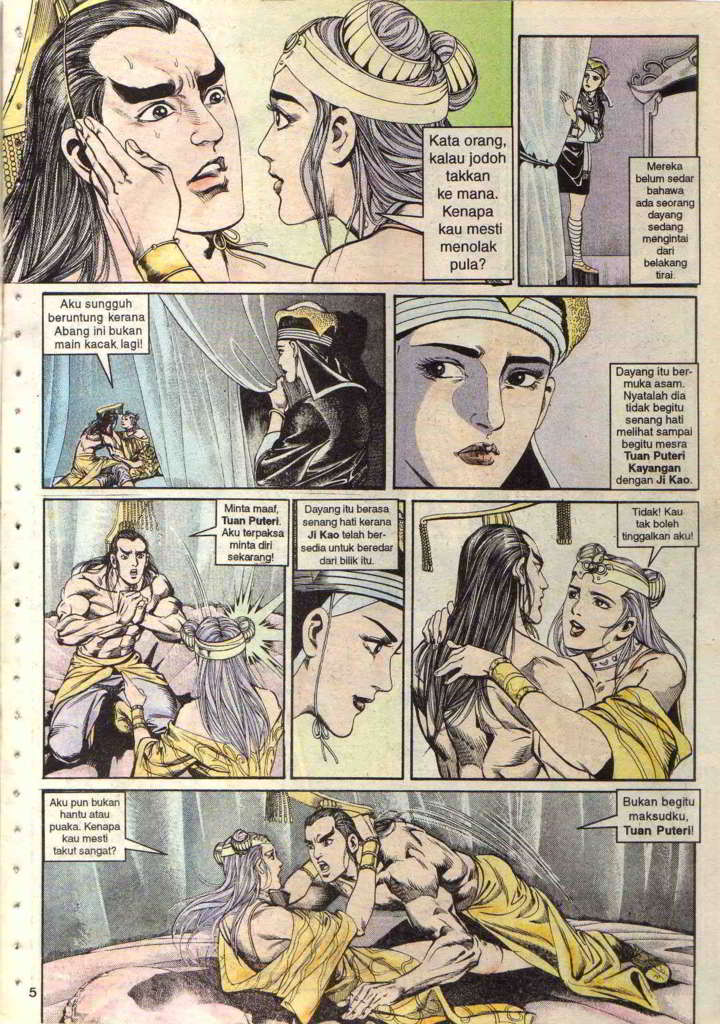 Kata orang,
kalau jodoh
takkan
ke mana.
Kenapa
kau mesti
menolak
pula?
Mereka
belum sedar
bahawa
ada seorang
dayang
sedang
mengintai
dari
belakang
tirai.
Aku sungguh
beruntung kerana
Abang ini bukan
main kacak lagi!
Dayang itu ber-
muka asam.
Nyatalah dia
tidak begitu
senang hati
melihat sampai
begitu mesra
Tuan Puteri
Kayangan
dengan Ji Kao.
Minta maaf,
Tuan Puteri.
Aku terpaksa
minta diri
sekarang!
Dayang itu berasa
senang hati kerana
Ji Kao telah ber-
sedia untuk beredar
dari bilik itu.
Tidak! Kau
tak boleh
tinggalkan aku!
Aku pun bukan
hantu atau
puaka. Kenapa
kau mesti
takut sangat?
Bukan begitu
maksudku,
Tuan Puteri!
5